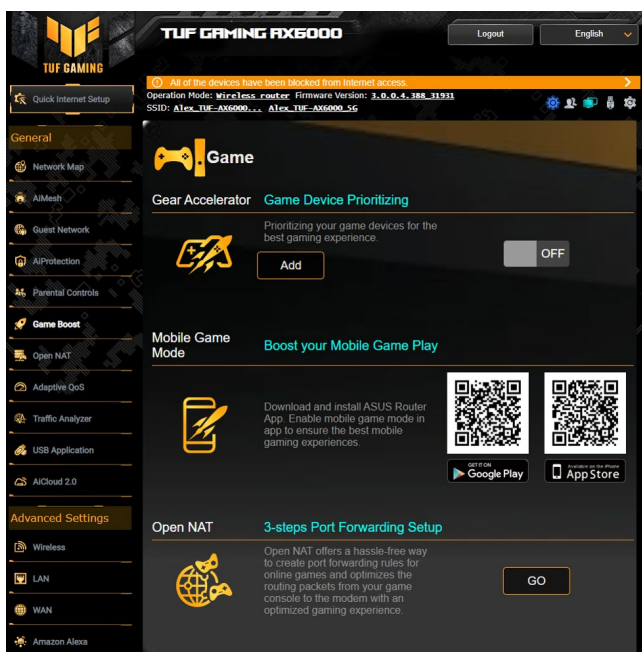 TUF GAMING
TUF GAMING AX6000
Logout
English
All of the devices have been blocked from Internet access.
Quick Internet Setup
Operation Mode: Wireless router Firmware Version: 3.0.0.4.388_31931
SSID: Alex_TUF-AX6000... Alex_TUF-AX6000_5G
General
Network Map
AiMesh
Guest Network
AiProtection
Parental Controls
Game Boost
Open NAT
Adaptive QoS
Traffic Analyzer
USB Application
AiCloud 2.0
Advanced Settings
Wireless
LAN
WAN
Amazon Alexa
Game
Gear Accelerator
Game Device Prioritizing
Prioritizing your game devices for the
best gaming experience.
Add
OFF
Mobile Game
Mode
Boost your Mobile Game Play
Download and install ASUS Router
App. Enable mobile game mode in
app to ensure the best mobile
gaming experiences.
GET IT ON
Google Play
Available on the iPhone
App Store
Open NAT
3-steps Port Forwarding Setup
Open NAT offers a hassle-free way
to create port forwarding rules for
online games and optimizes the
routing packets from your game
console to the modem with an
optimized gaming experience.
GO